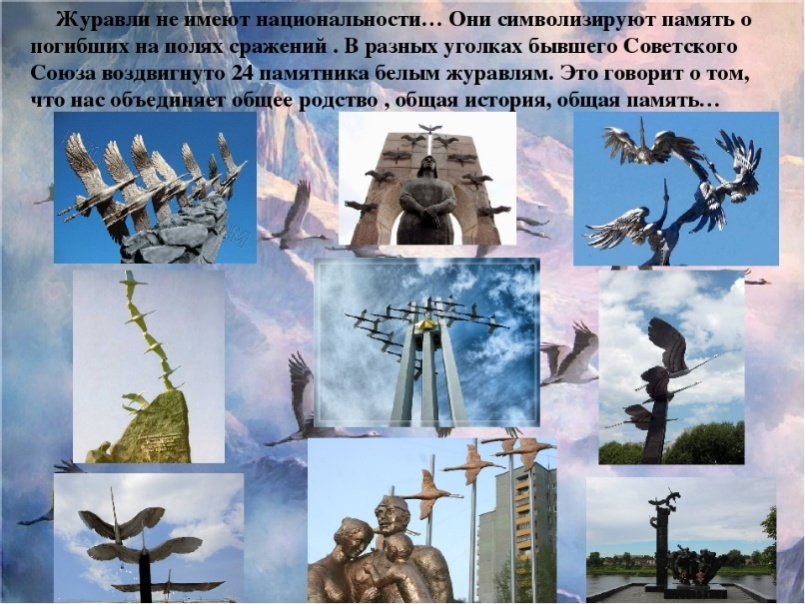 Журавли не имеют национальности… Они символизируют память о
погибших на полях сражений . В разных уголках бывшего Советского
Союза воздвигнуто 24 памятника белым журавлям. Это говорит о том,
что нас объединяет общее родство , общая история, общая память…